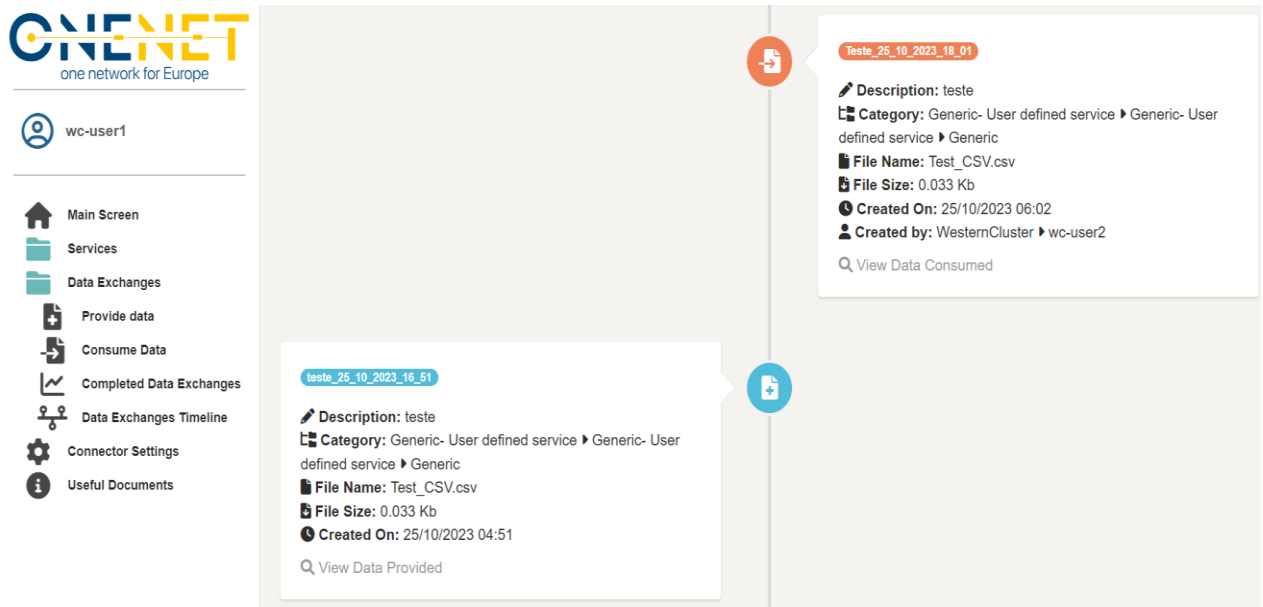 ONENET
one network for Europe
wc-user1
Main Screen
Services
Data Exchanges
Provide data
Consume Data
Completed Data Exchanges
Data Exchanges Timeline
Connector Settings
Useful Documents
Teste_25_10_2023_18_01
Description: teste
Category: Generic- User defined service Generic- User
defined service Generic
File Name: Test_CSV.csv
File Size: 0.033 Kb
Created On: 25/10/2023 06:02
Created by: WesternCluster wc-user2
View Data Consumed
teste_25_10_2023_16_51
Description: teste
Category: Generic- User defined service Generic- User
defined service Generic
File Name: Test_CSV.csv
File Size: 0.033 Kb
Created On: 25/10/2023 04:51
View Data Provided